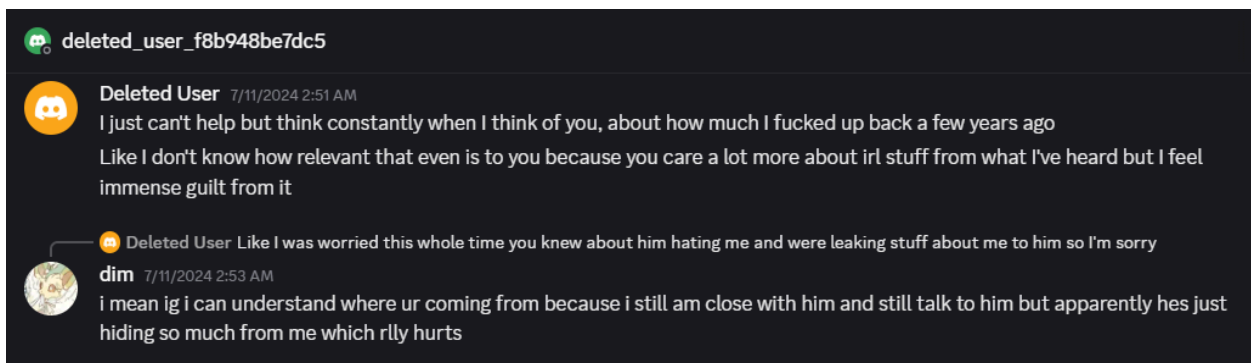 deleted_user_f8b948be7dc5
Deleted User 7/11/2024 2:51 AM
I just can't help but think constantly when I think of you, about how much I fucked up back a few years ago
Like I don't know how relevant that even is to you because you care a lot more about irl stuff from what I've heard but I feel
immense guilt from it
Deleted User Like I was worried this whole time you knew about him hating me and were leaking stuff about me to him so I'm sorry
dim 7/11/2024 2:53 AM
i mean ig i can understand where ur coming from because i still am close with him and still talk to him but apparently hes just
hiding so much from me which rlly hurts